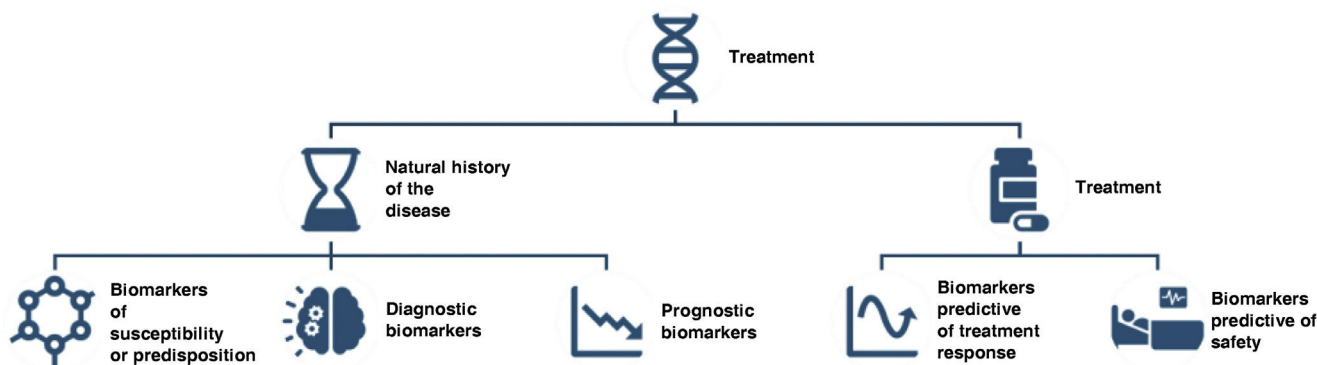 Treatment
Natural history
of the
disease
Treatment
Biomarkers
of
susceptibility
or predisposition
Diagnostic
biomarkers
Prognostic
biomarkers
Biomarkers
predictive
of treatment
response
Biomarkers
predictive of
safety